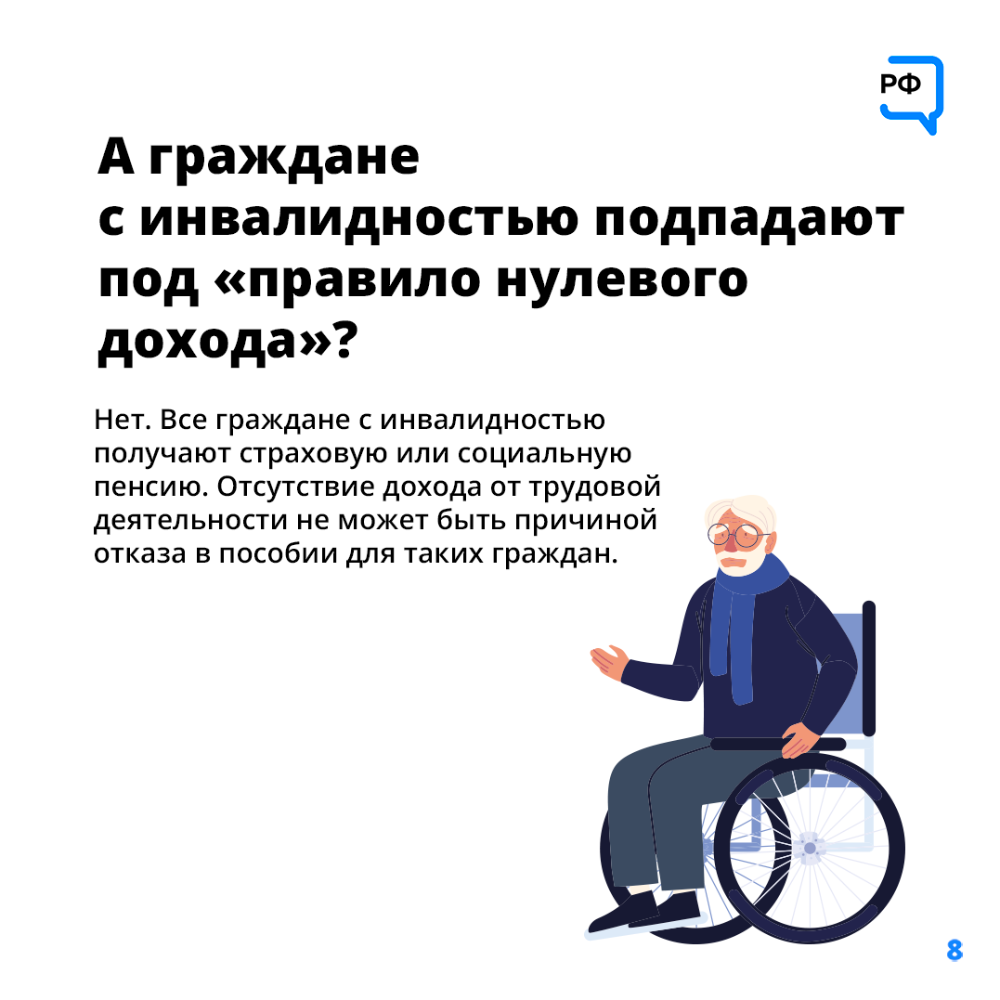 РФ
А граждане
с инвалидностью подпадают
под «правило нулевого
дохода»?
Нет. Все граждане с инвалидностью
получают страховую или социальную
пенсию. Отсутствие дохода от трудовой
деятельности не может быть причиной
отказа в пособии для таких граждан.
8